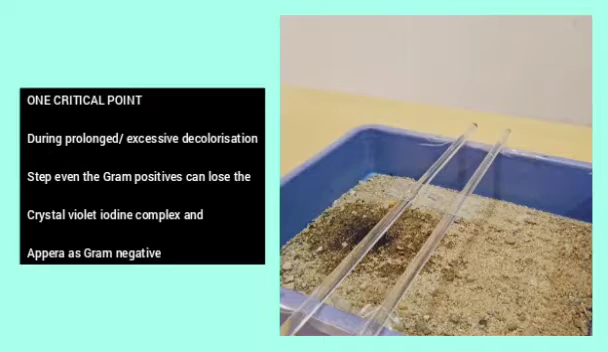 ONE CRITICAL POINT
During prolonged/ excessive decolorisation
Step even the Gram positives can lose the
Crystal violet iodine complex and
Appera as Gram negative